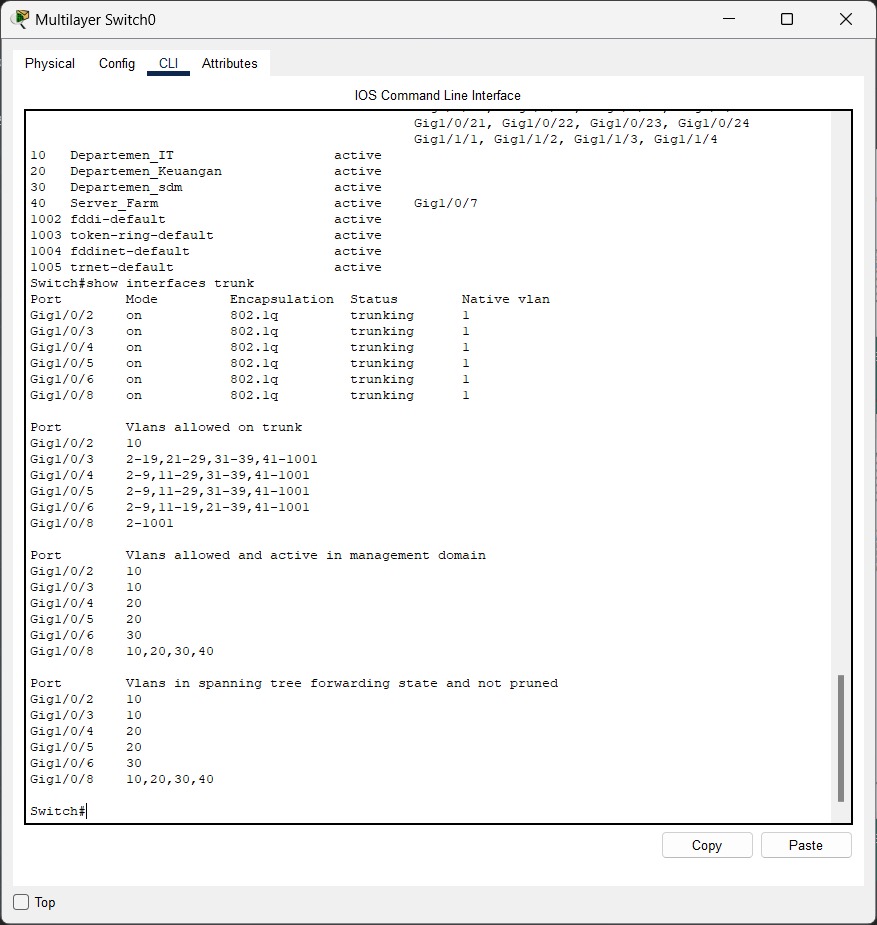 Multilayer Switch0
Physical Config CLI Attributes
IOS Command Line Interface
Gig1/0/21, Gig1/0/22, Gig1/0/23, Gig1/0/24
Gig1/1/1, Gig1/1/2, Gig1/1/3, Gig1/1/4
10 Departemen_IT active
20 Departemen_Keuangan active
30 Departemen_sdm active
40 Server_Farm active Gig1/0/7
1002 fddi-default active
1003 token-ring-default active
1004 fddinet-default active
1005 trnet-default active
Switch#show interfaces trunk
Port Mode Encapsulation Status Native vlan
Gig1/0/2 on 802.1q trunking 1
Gig1/0/3 on 802.1q trunking 1
Gig1/0/4 on 802.1q trunking 1
Gig1/0/5 on 802.1q trunking 1
Gig1/0/6 on 802.1q trunking 1
Gig1/0/8 on 802.1q trunking 1
Port Vlans allowed on trunk
Gig1/0/2 10
Gig1/0/3 2-19,21-29,31-39,41-1001
Gig1/0/4 2-9,11-29,31-39,41-1001
Gig1/0/5 2-9,11-29,31-39,41-1001
Gig1/0/6 2-9,11-19,21-39,41-1001
Gig1/0/8 2-1001
Port Vlans allowed and active in management domain
Gig1/0/2 10
Gig1/0/3 10
Gig1/0/4 20
Gig1/0/5 20
Gig1/0/6 30
Gig1/0/8 10,20,30,40
Port Vlans in spanning tree forwarding state and not pruned
Gig1/0/2 10
Gig1/0/3 10
Gig1/0/4 20
Gig1/0/5 20
Gig1/0/6 30
Gig1/0/8 10,20,30,40
Switch#
Copy Paste
Top